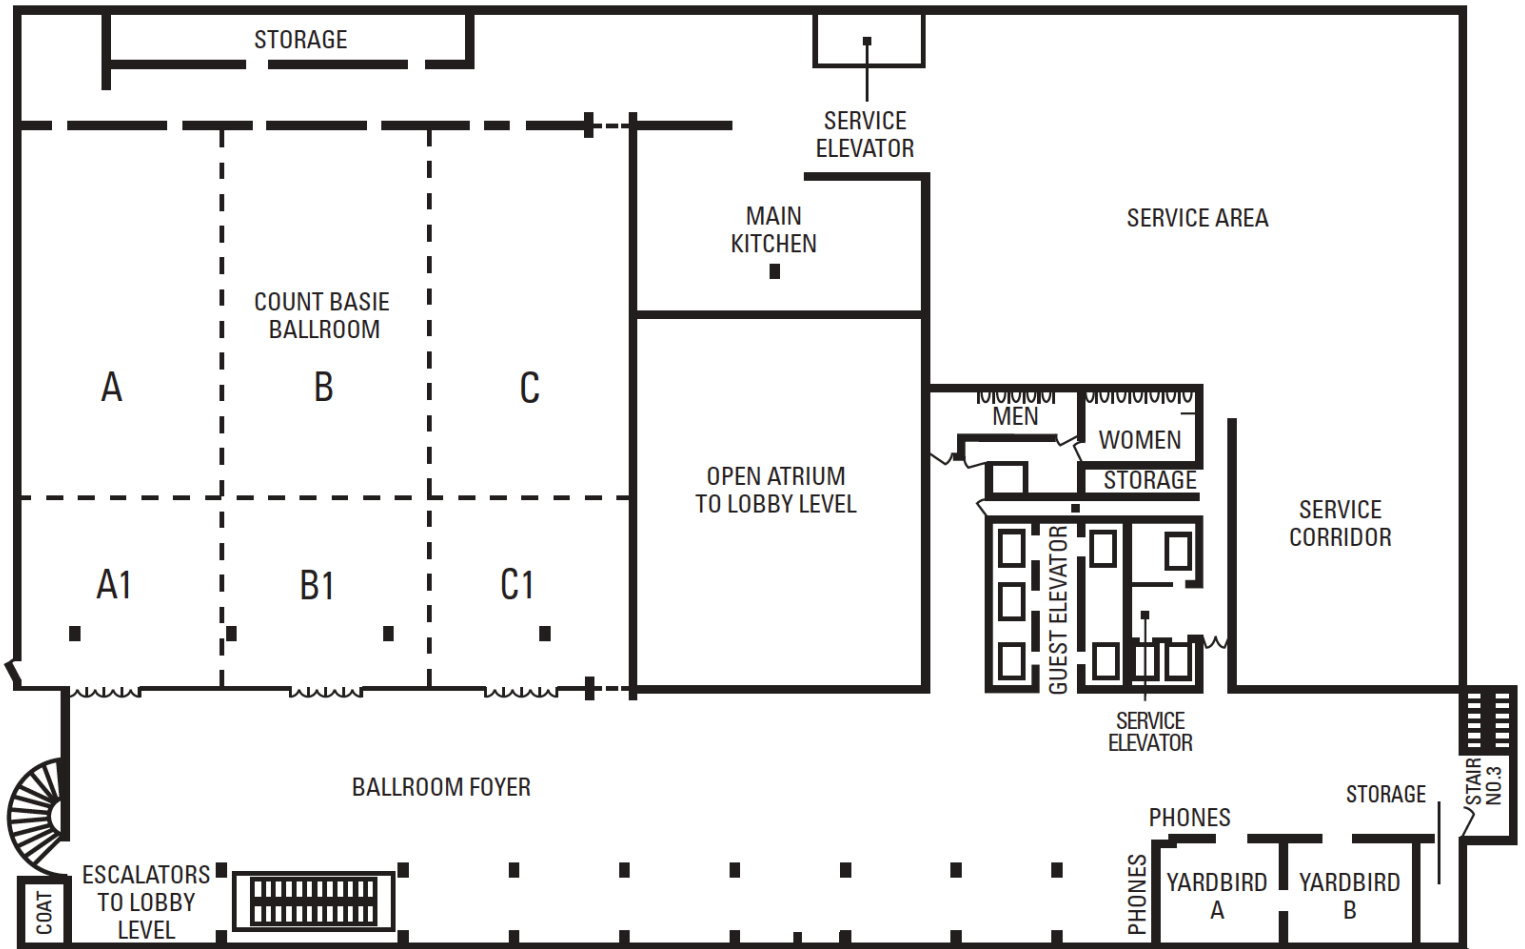 STORAGE
SERVICE
ELEVATOR
MAIN
KITCHEN
SERVICE AREA
COUNT BASIE
BALLROOM
A
B
C
MEN
WOMEN
STORAGE
OPEN ATRIUM
TO LOBBY LEVEL
SERVICE
CORRIDOR
A1
B1
C1
GUEST ELEVATOR
SERVICE
ELEVATOR
BALLROOM FOYER
STORAGE
STAIR
NO.3
PHONES
PHONES
YARDBIRD
A
YARDBIRD
B
ESCALATORS
TO LOBBY
LEVEL
COAT